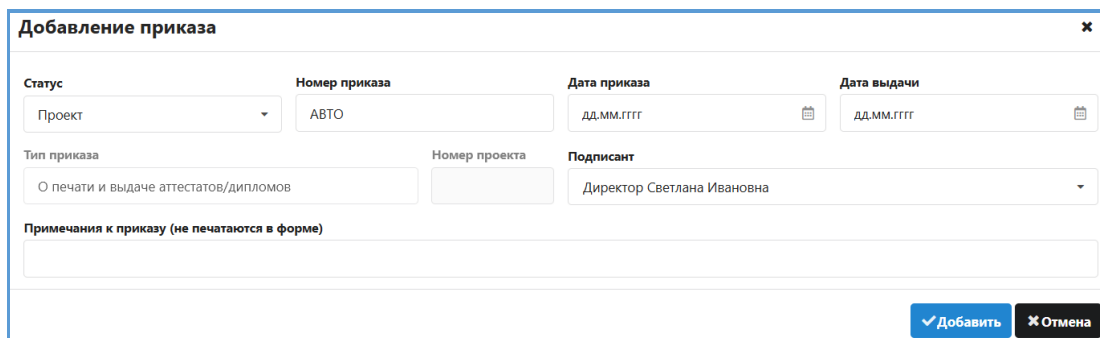 Добавление приказа
Статус Номер приказа Дата приказа Дата выдачи
Проект АВТО дд.мм.гггг дд.мм.гггг
Тип приказа Номер проекта Подписант
О печати и выдаче аттестатов/дипломов Директор Светлана Ивановна
Примечания к приказу (не печатаются в форме)
Добавить Отмена